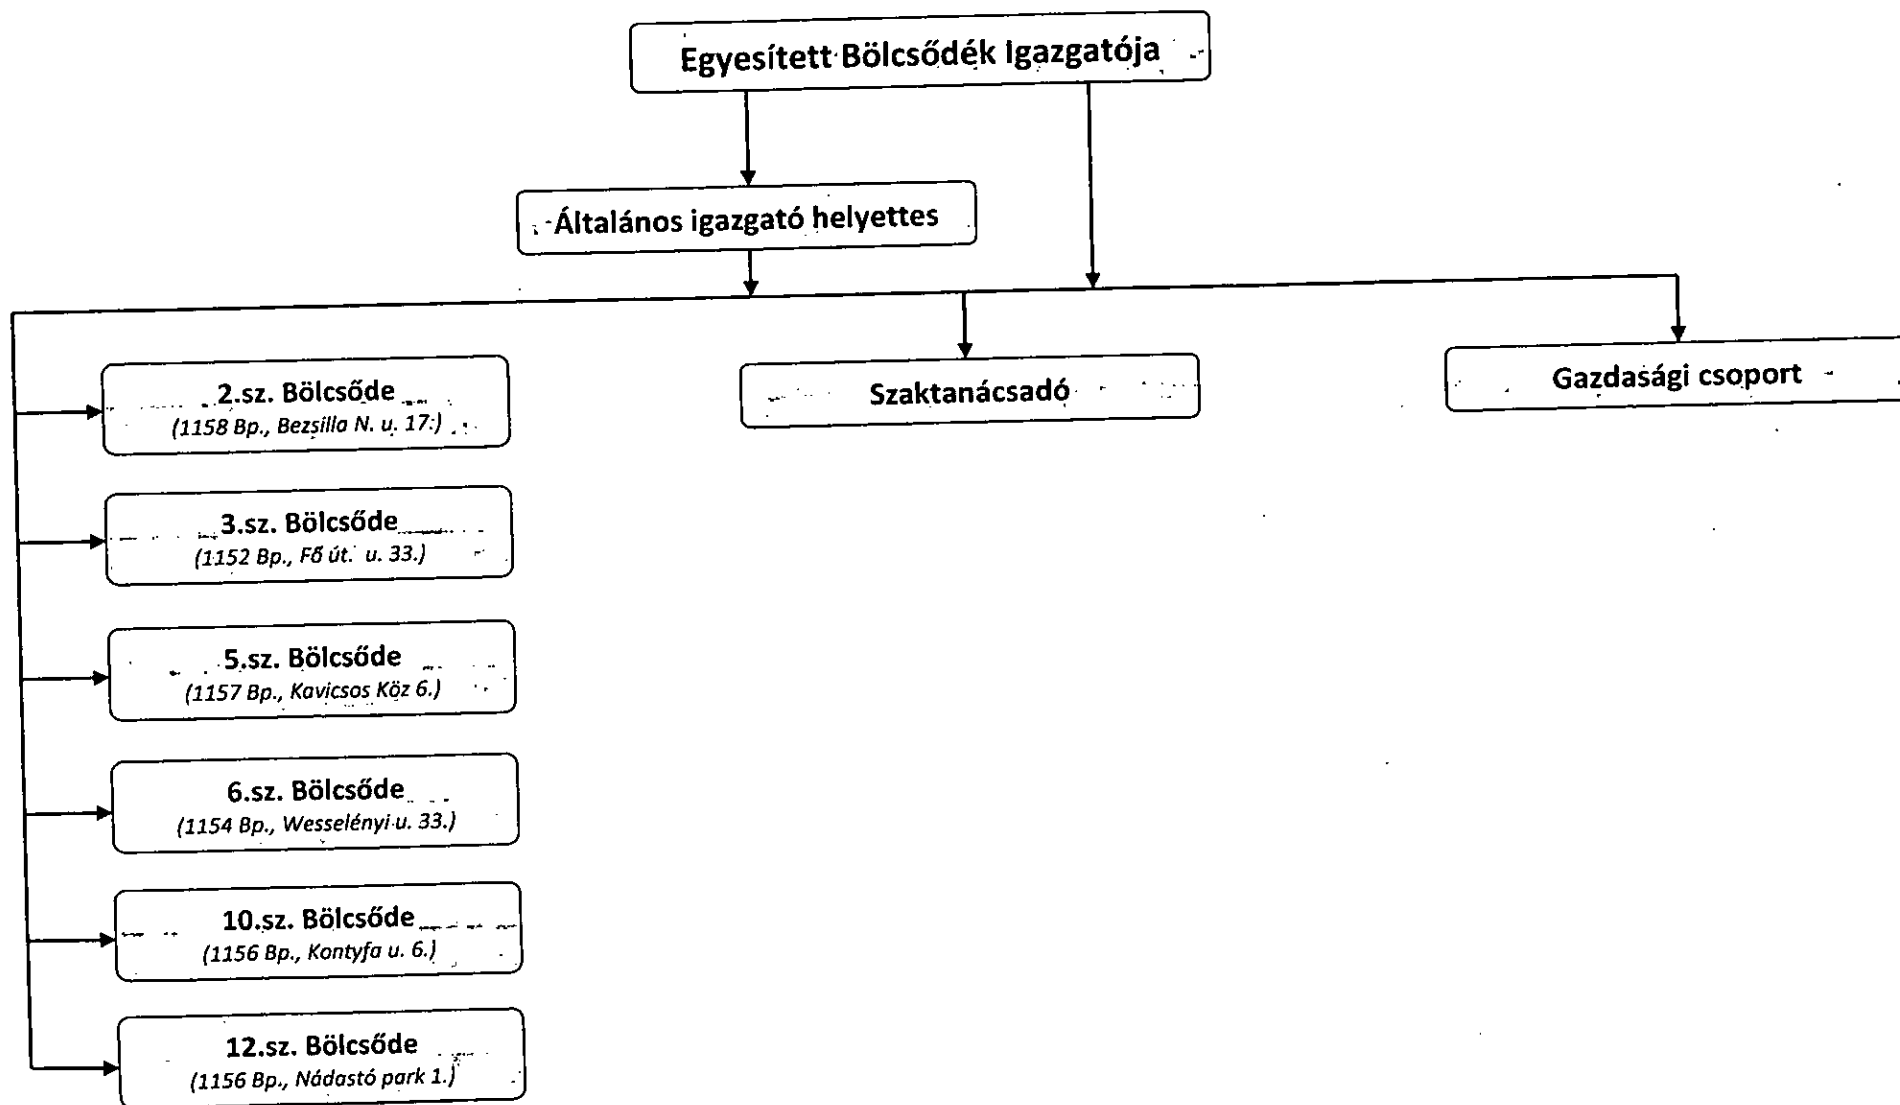 Egyesített Bölcsődék Igazgatója
Általános igazgató helyettes
2.sz. Bölcsőde
(1158 Bp., Bezsilla N. u. 17.)
Szaktanácsadó
Gazdasági csoport
3.sz. Bölcsőde
(1152 Bp., Fő út. u. 33.)
5.sz. Bölcsőde
(1157 Bp., Kavicsos Köz 6.)
6.sz. Bölcsőde
(1154 Bp., Wesselényi u. 33.)
10.sz. Bölcsőde
(1156 Bp., Kontyfa u. 6.)
12.sz. Bölcsőde
(1156 Bp., Nádastó park 1.)